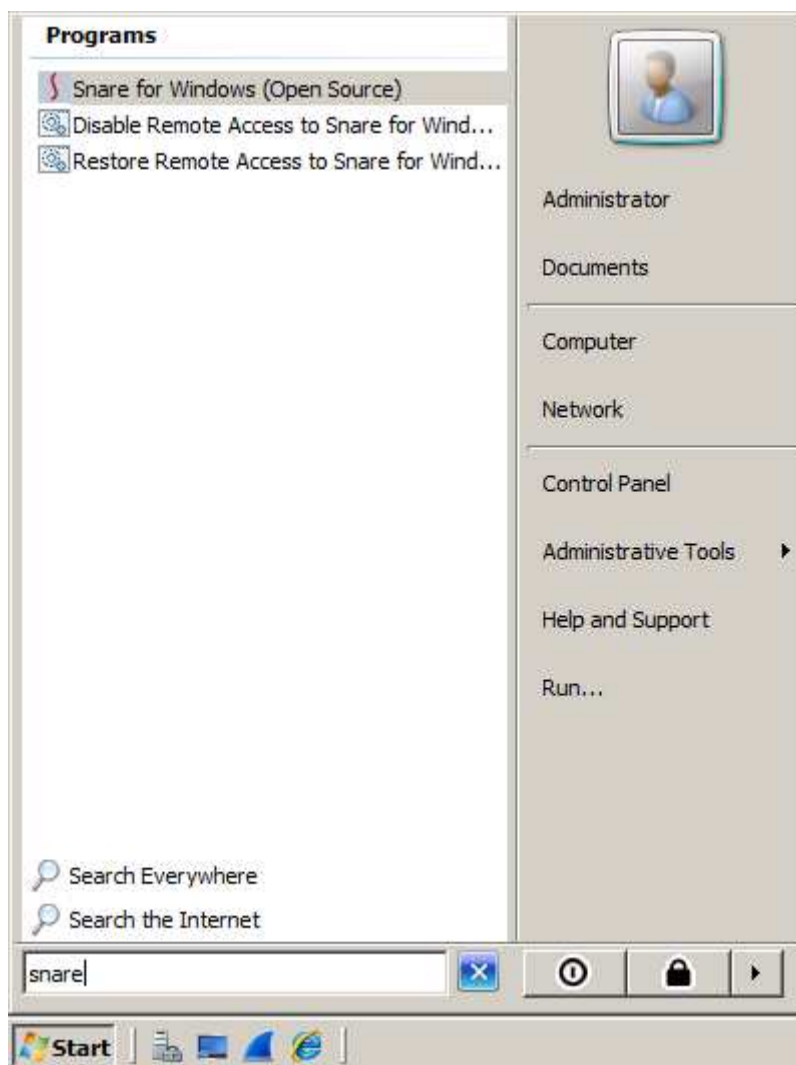 Programs
Snare for Windows (Open Source)
Disable Remote Access to Snare for Wind...
Restore Remote Access to Snare for Wind...
Search Everywhere
Search the Internet
snare
Administrator
Documents
Computer
Network
Control Panel
Administrative Tools
Help and Support
Run...
Start